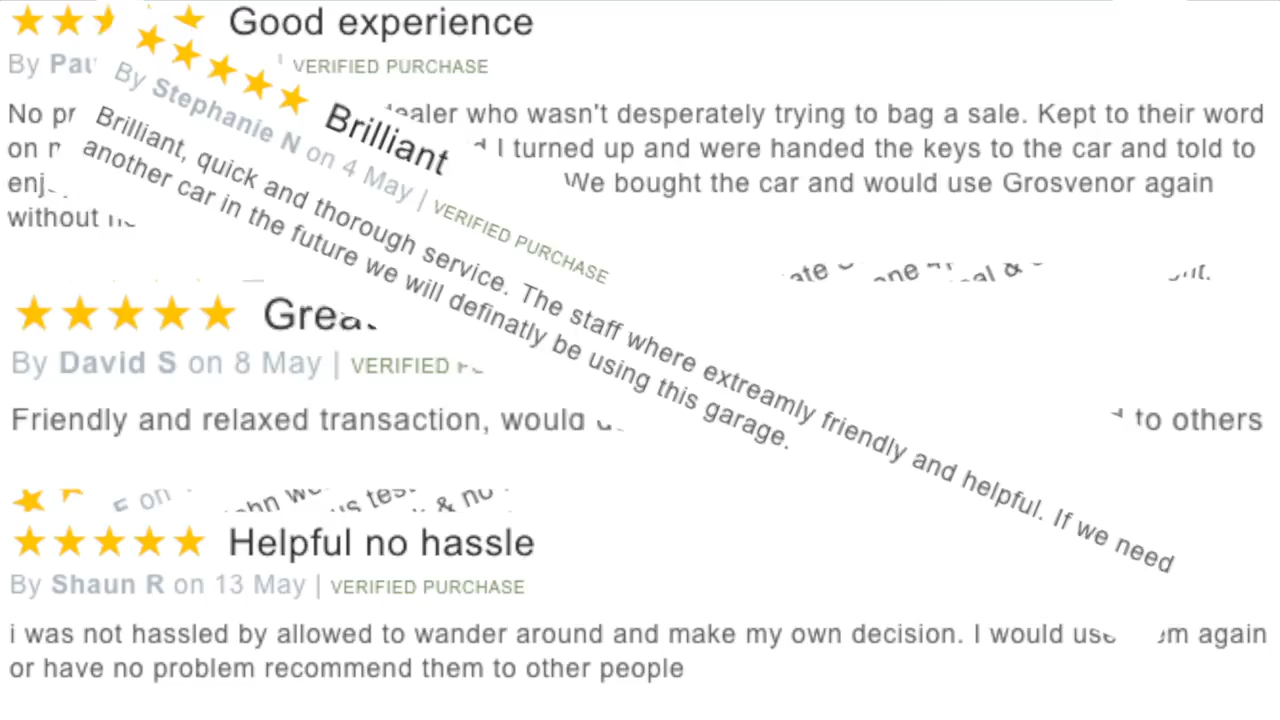 Good experience
By VERIFIED PURCHASE
No who wasn't desperately trying to bag a sale. Kept to their word
on I turned up and were handed the keys to the car and told to
We bought the car and would use Grosvenor again
without
Brilliant
By Stephanie N on 4 May | VERIFIED PURCHASE
Brilliant, quick and thorough service. The staff where extreamly friendly and helpful. If we need
another car in the future we will definatly be using this garage.
By David S on 8 May | VERIFIED
Friendly and relaxed transaction, would to others
on
Helpful no hassle
By Shaun R on 13 May | VERIFIED PURCHASE
i was not hassled by allowed to wander around and make my own decision. I would use again
or have no problem recommend them to other people